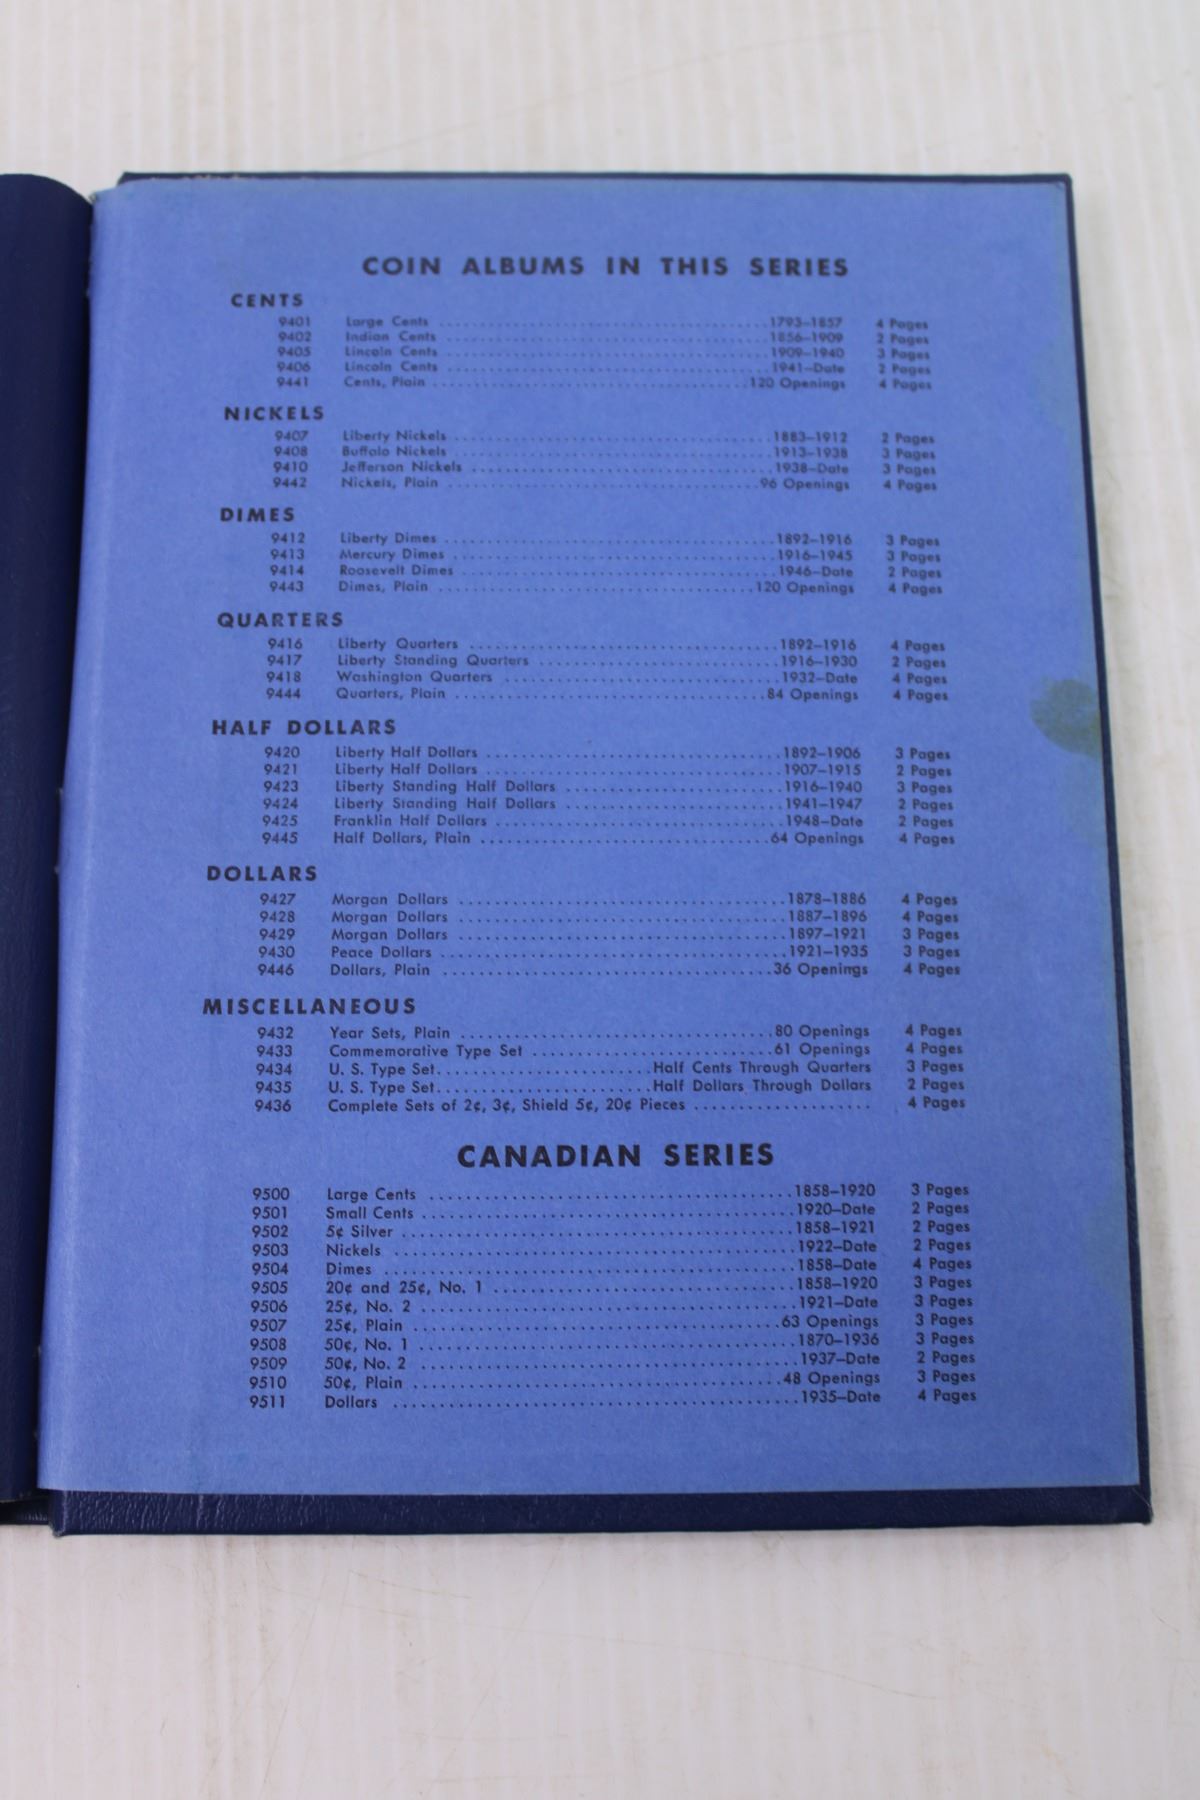 COIN ALBUMS IN THIS SERIES
CENTS
9401 Large Cents ........ 1793–1857 4 Pages
9402 Indian Cents ........ 1856–1909 2 Pages
9405 Lincoln Cents ........ 1909–1940 3 Pages
9406 Lincoln Cents ........ 1941–Date 2 Pages
9441 Cents, Plain ........ 120 Openings 4 Pages
NICKELS
9407 Liberty Nickels ........ 1883–1912 2 Pages
9408 Buffalo Nickels ........ 1913–1938 3 Pages
9410 Jefferson Nickels ........ 1938–Date 3 Pages
9442 Nickels, Plain ........ 96 Openings 4 Pages
DIMES
9412 Liberty Dimes ........ 1892–1916 3 Pages
9413 Mercury Dimes ........ 1916–1945 3 Pages
9414 Roosevelt Dimes ........ 1946–Date 2 Pages
9443 Dimes, Plain ........ 120 Openings 4 Pages
QUARTERS
9416 Liberty Quarters ........ 1892–1916 4 Pages
9417 Liberty Standing Quarters ........ 1916–1930 2 Pages
9418 Washington Quarters ........ 1932–Date 4 Pages
9444 Quarters, Plain ........ 84 Openings 4 Pages
HALF DOLLARS
9420 Liberty Half Dollars ........ 1892–1906 3 Pages
9421 Liberty Half Dollars ........ 1907–1915 2 Pages
9423 Liberty Standing Half Dollars ........ 1916–1940 3 Pages
9424 Liberty Standing Half Dollars ........ 1941–1947 2 Pages
9425 Franklin Half Dollars ........ 1948–Date 2 Pages
9445 Half Dollars, Plain ........ 64 Openings 4 Pages
DOLLARS
9427 Morgan Dollars ........ 1878–1886 4 Pages
9428 Morgan Dollars ........ 1887–1896 4 Pages
9429 Morgan Dollars ........ 1897–1921 3 Pages
9430 Peace Dollars ........ 1921–1935 3 Pages
9446 Dollars, Plain ........ 36 Openings 4 Pages
MISCELLANEOUS
9432 Year Sets, Plain ........ 80 Openings 4 Pages
9433 Commemorative Type Set ........ 61 Openings 4 Pages
9434 U. S. Type Set ........ Half Cents Through Quarters 3 Pages
9435 U. S. Type Set ........ Half Dollars Through Dollars 2 Pages
9436 Complete Sets of 2¢, 3¢, Shield 5¢, 20¢ Pieces ........ 4 Pages
CANADIAN SERIES
9500 Large Cents ........ 1858–1920 3 Pages
9501 Small Cents ........ 1920–Date 2 Pages
9502 5¢ Silver ........ 1858–1921 2 Pages
9503 Nickels ........ 1922–Date 2 Pages
9504 Dimes ........ 1858–Date 4 Pages
9505 20¢ and 25¢, No. 1 ........ 1858–1920 3 Pages
9506 25¢, No. 2 ........ 1921–Date 3 Pages
9507 25¢, Plain ........ 63 Openings 3 Pages
9508 50¢, No. 1 ........ 1870–1936 3 Pages
9509 50¢, No. 2 ........ 1937–Date 2 Pages
9510 50¢, Plain ........ 48 Openings 3 Pages
9511 Dollars ........ 1935–Date 4 Pages